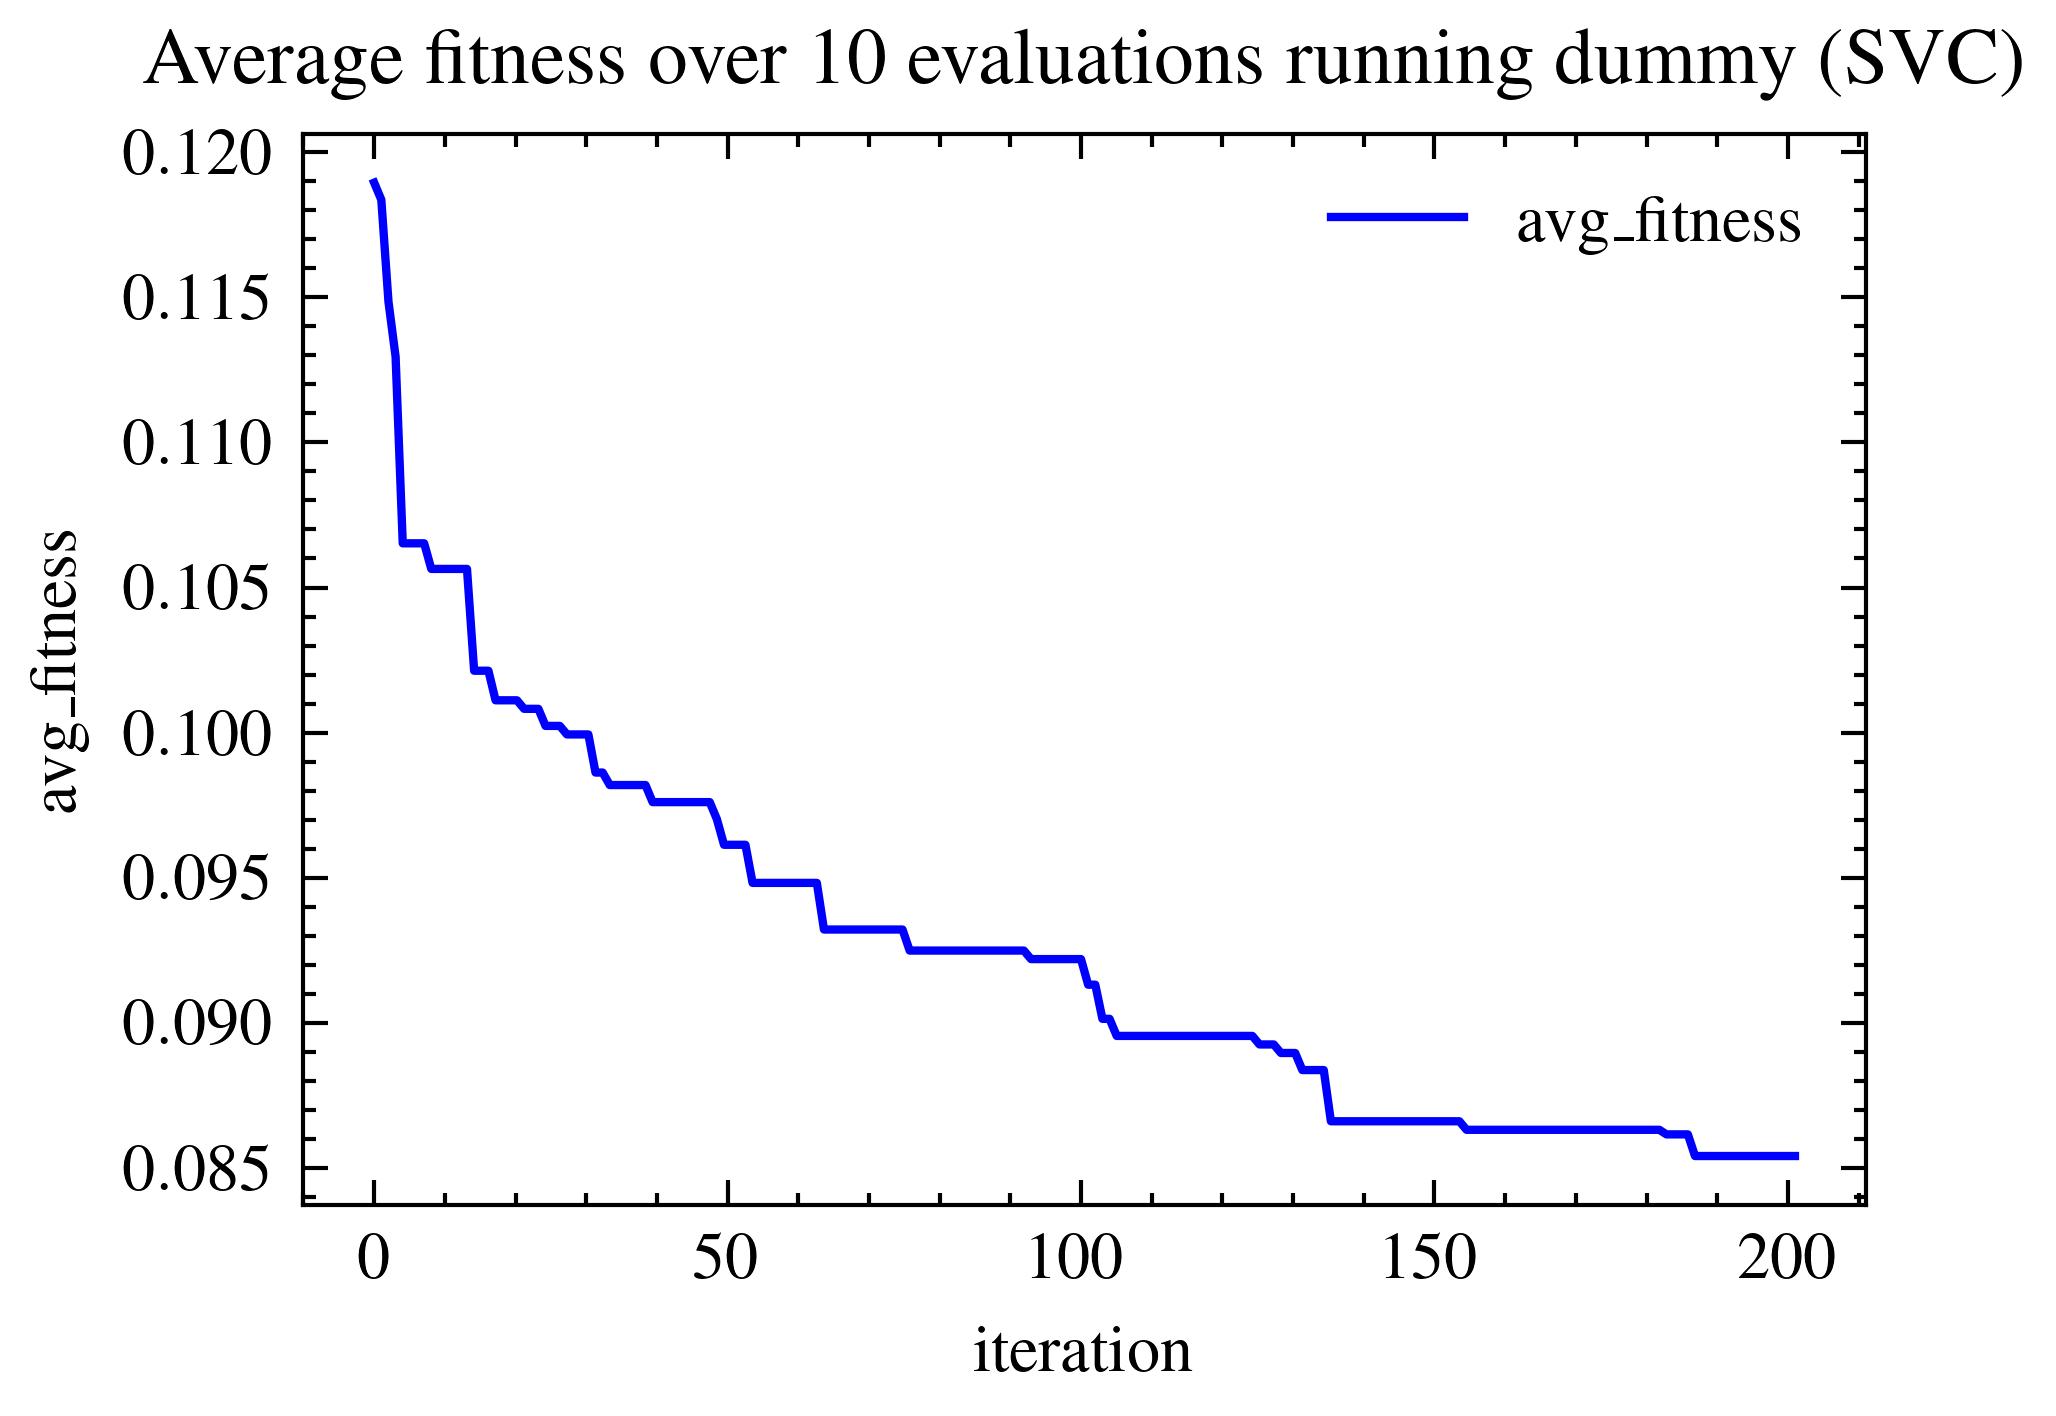 Average fitness over 10 evaluations running dummy (SVC)
avg_fitness
0.120
0.115
0.110
0.105
0.100
0.095
0.090
0.085
avg_fitness
0 50 100 150 200
iteration